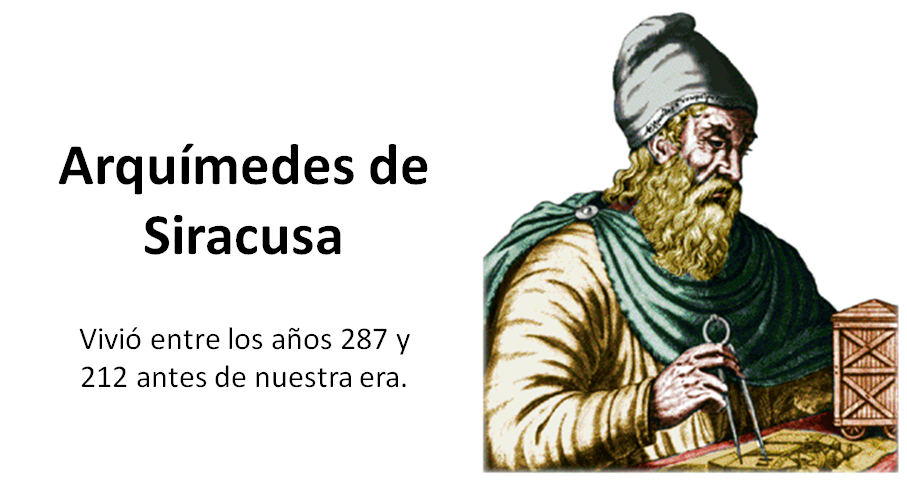 Arquímedes de
Siracusa
Vivió entre los años 287 y
212 antes de nuestra era.